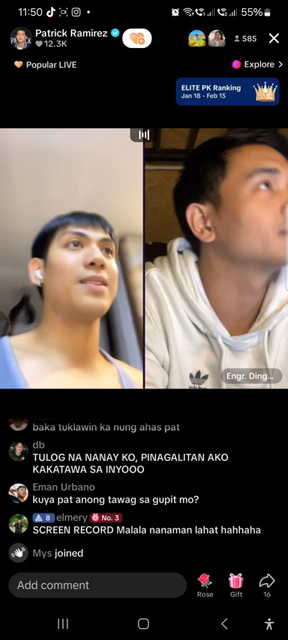 11:50
55%
Patrick Ramirez
12.3K
585
Popular LIVE
Explore >
ELITE PK Ranking
Jan 18 - Feb 15
adidas
Engr. Ding...
baka tuklawin ka nung ahas pat
db
TULOG NA NANAY KO, PINAGALITAN AKO
KAKATAWA SA INYOOO
Eman Urbano
kuya pat anong tawag sa gupit mo?
8 elmery No. 3
SCREEN RECORD Malala nanaman lahat hahhaha
Mys joined
Add comment
Rose
Gift
16